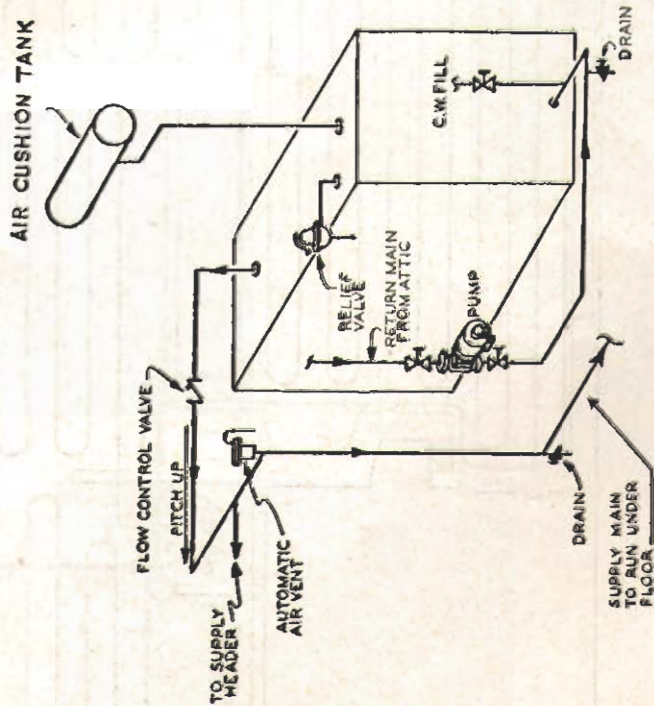 AIR CUSHION TANK
FLOW CONTROL VALVE
PITCH UP
TO SUPPLY
HEADER
AUTOMATIC
AIR VENT
RELIEF
VALVE
RETURN MAIN
FROM ATTIC
PUMP
C.W. FILL
DRAIN
DRAIN
SUPPLY MAIN
TO RUN UNDER
FLOOR